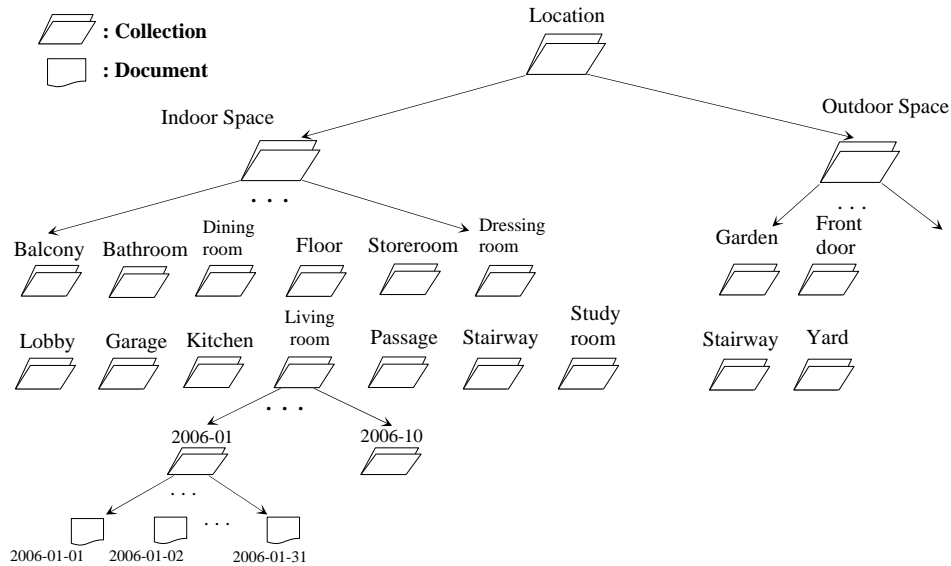 Location
: Collection
: Document
Indoor Space
Outdoor Space
. . .
. . .
Balcony
Bathroom
Dining
room
Floor
Storeroom
Dressing
room
Garden
Front
door
Lobby
Garage
Kitchen
Living
room
Passage
Stairway
Study
room
Stairway
Yard
. . .
2006-01
2006-10
. . .
. . .
2006-01-01
2006-01-02
2006-01-31